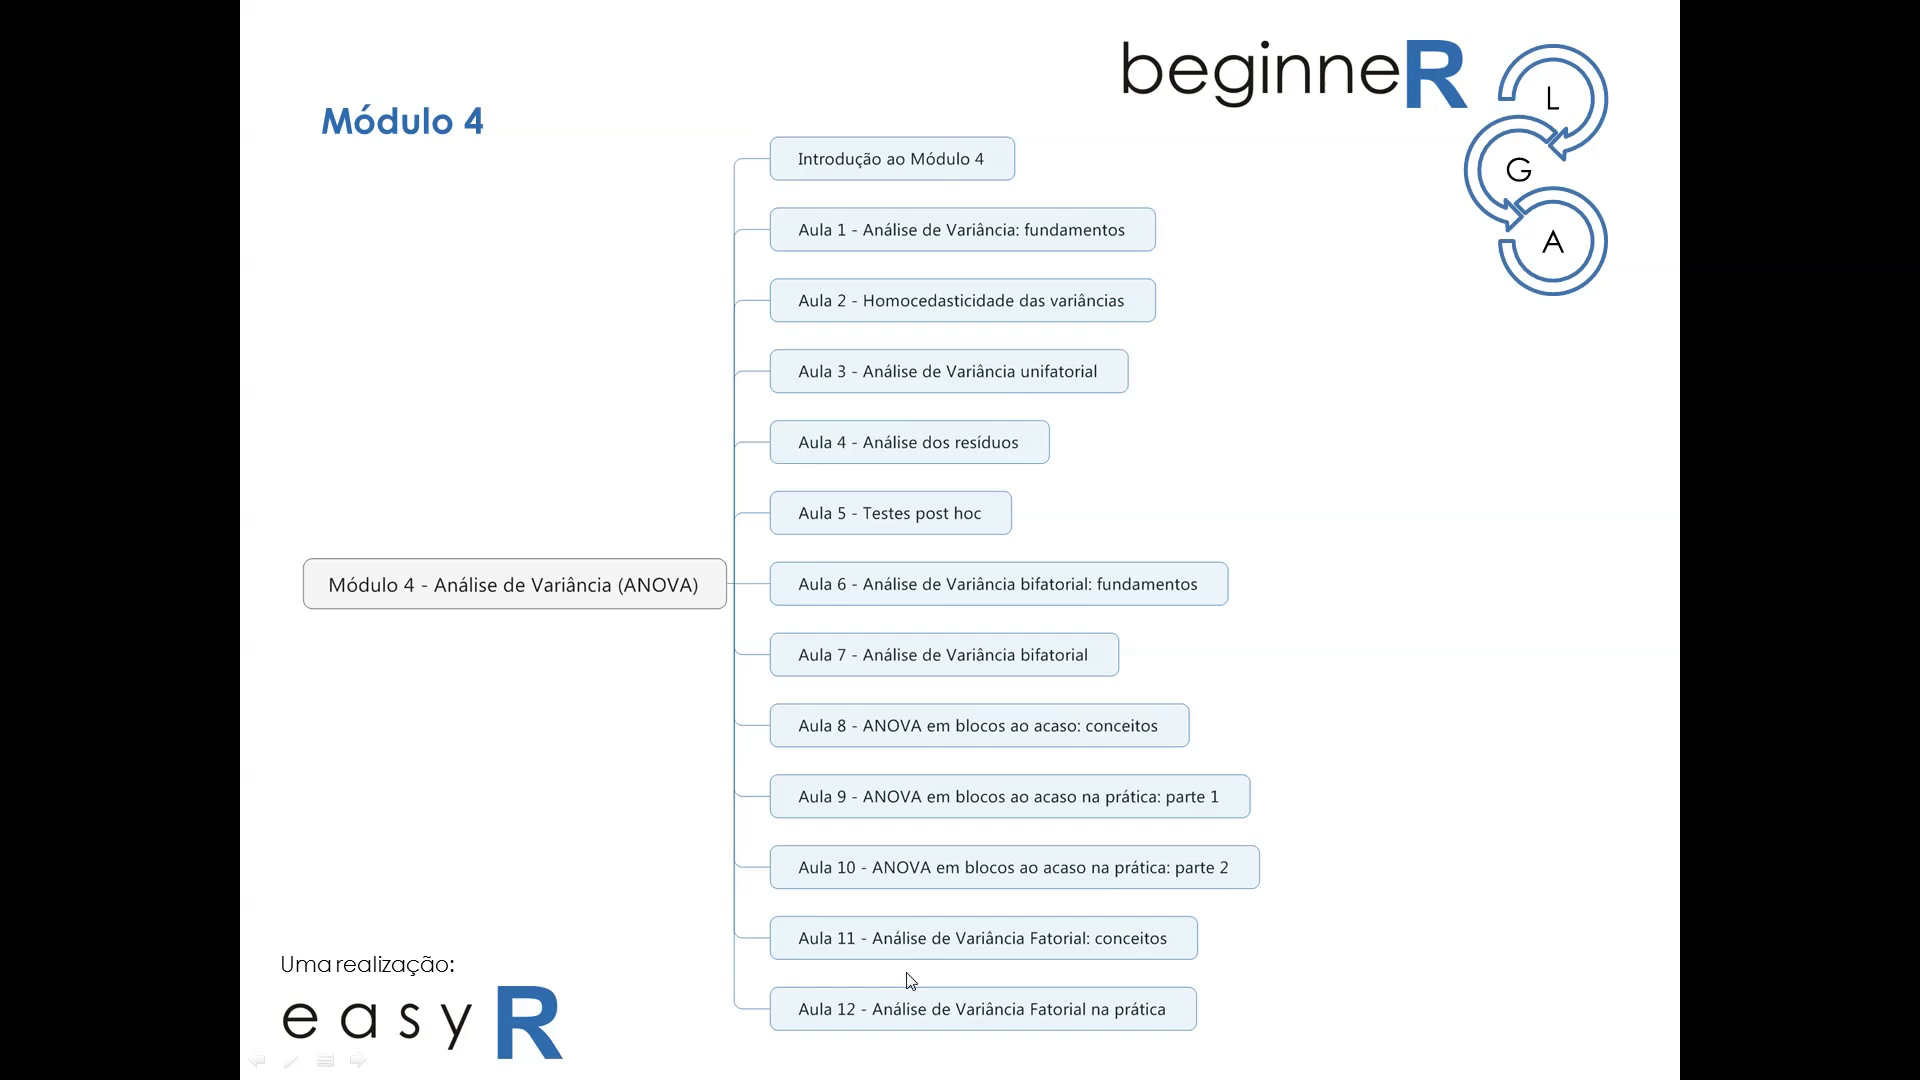 beginneR
L
G
A
Módulo 4
Introdução ao Módulo 4
Aula 1 - Análise de Variância: fundamentos
Aula 2 - Homocedasticidade das variâncias
Aula 3 - Análise de Variância unifatorial
Aula 4 - Análise dos resíduos
Aula 5 - Testes post hoc
Módulo 4 - Análise de Variância (ANOVA)
Aula 6 - Análise de Variância bifatorial: fundamentos
Aula 7 - Análise de Variância bifatorial
Aula 8 - ANOVA em blocos ao acaso: conceitos
Aula 9 - ANOVA em blocos ao acaso na prática: parte 1
Aula 10 - ANOVA em blocos ao acaso na prática: parte 2
Aula 11 - Análise de Variância Fatorial: conceitos
Aula 12 - Análise de Variância Fatorial na prática
Uma realização:
easyR